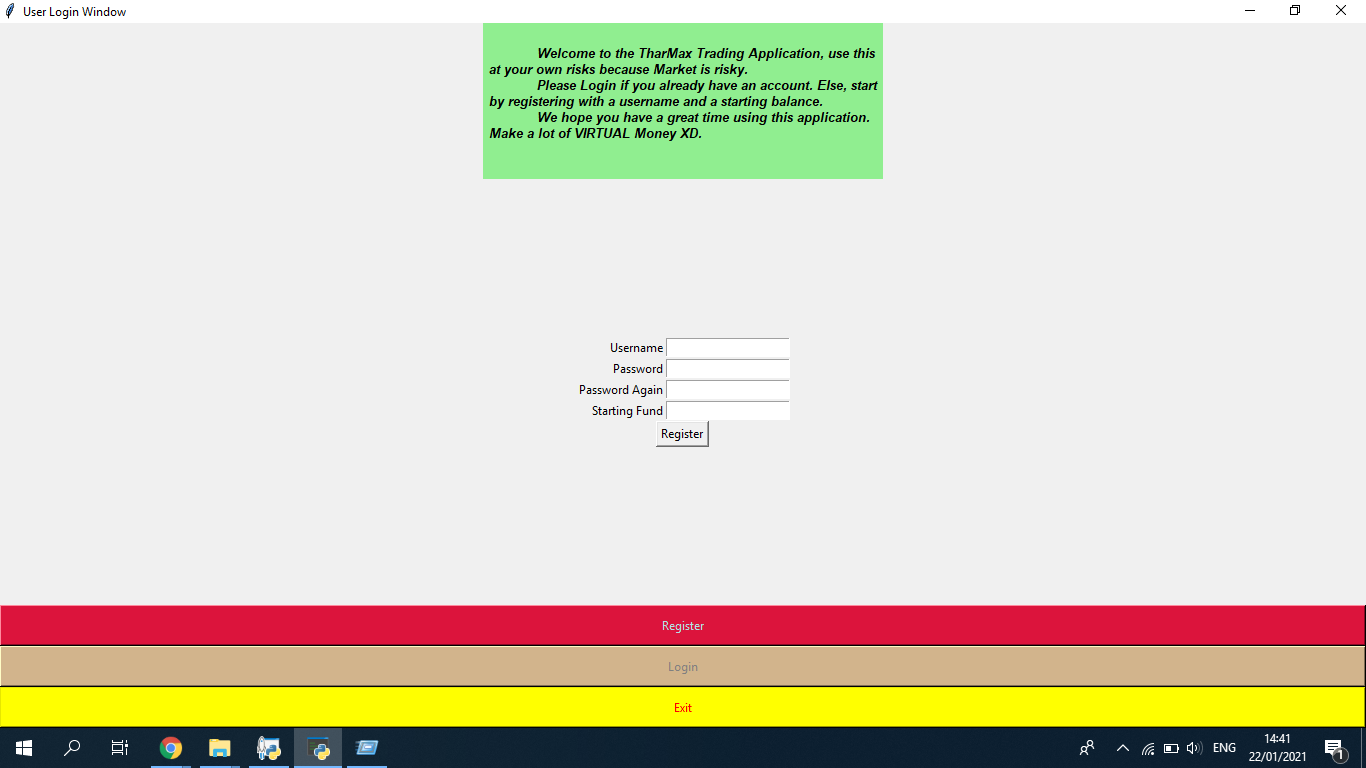 User Login Window
Welcome to the TharMax Trading Application, use this
at your own risks because Market is risky.
Please Login if you already have an account. Else, start
by registering with a username and a starting balance.
We hope you have a great time using this application.
Make a lot of VIRTUAL Money XD.
Username
Password
Password Again
Starting Fund
Register
Register
Login
Exit
ENG
14:41
22/01/2021
1